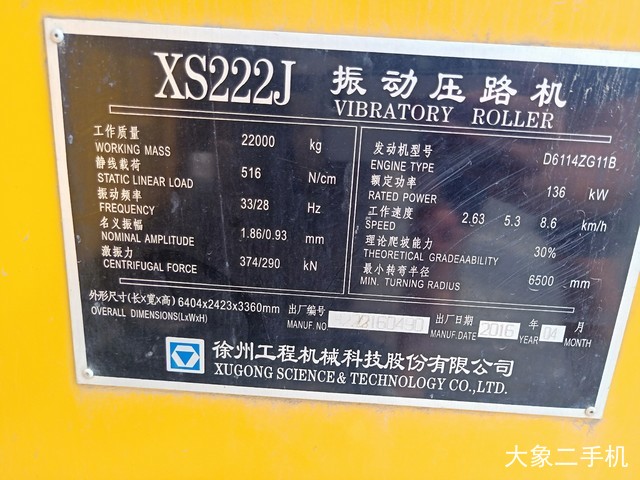 XS222J 振动压路机
VIBRATORY ROLLER
工作质量
WORKING MASS 22000 kg
静线载荷
STATIC LINEAR LOAD 516 N/cm
振动频率
FREQUENCY 33/28 Hz
名义振幅
NOMINAL AMPLITUDE 1.86/0.93 mm
激振力
CENTRIFUGAL FORCE 374/290 kN
发动机型号
ENGINE TYPE D6114ZG11B
额定功率
RATED POWER 136 kW
工作速度
SPEED 2.63 5.3 8.6 km/h
理论爬坡能力
THEORETICAL GRADEAABILITY 30%
最小转弯半径
MIN. TURNING RADIUS 6500 mm
外形尺寸(长×宽×高) 6404x2423x3360mm
OVERALL DIMENSIONS(LxWxH)
出厂编号
MANUF. NO
出厂日期 2016 年 04 月
MANUF. DATE YEAR MONTH
徐州工程机械科技股份有限公司
XUGONG SCIENCE & TECHNOLOGY CO.,LTD.
大象二手机